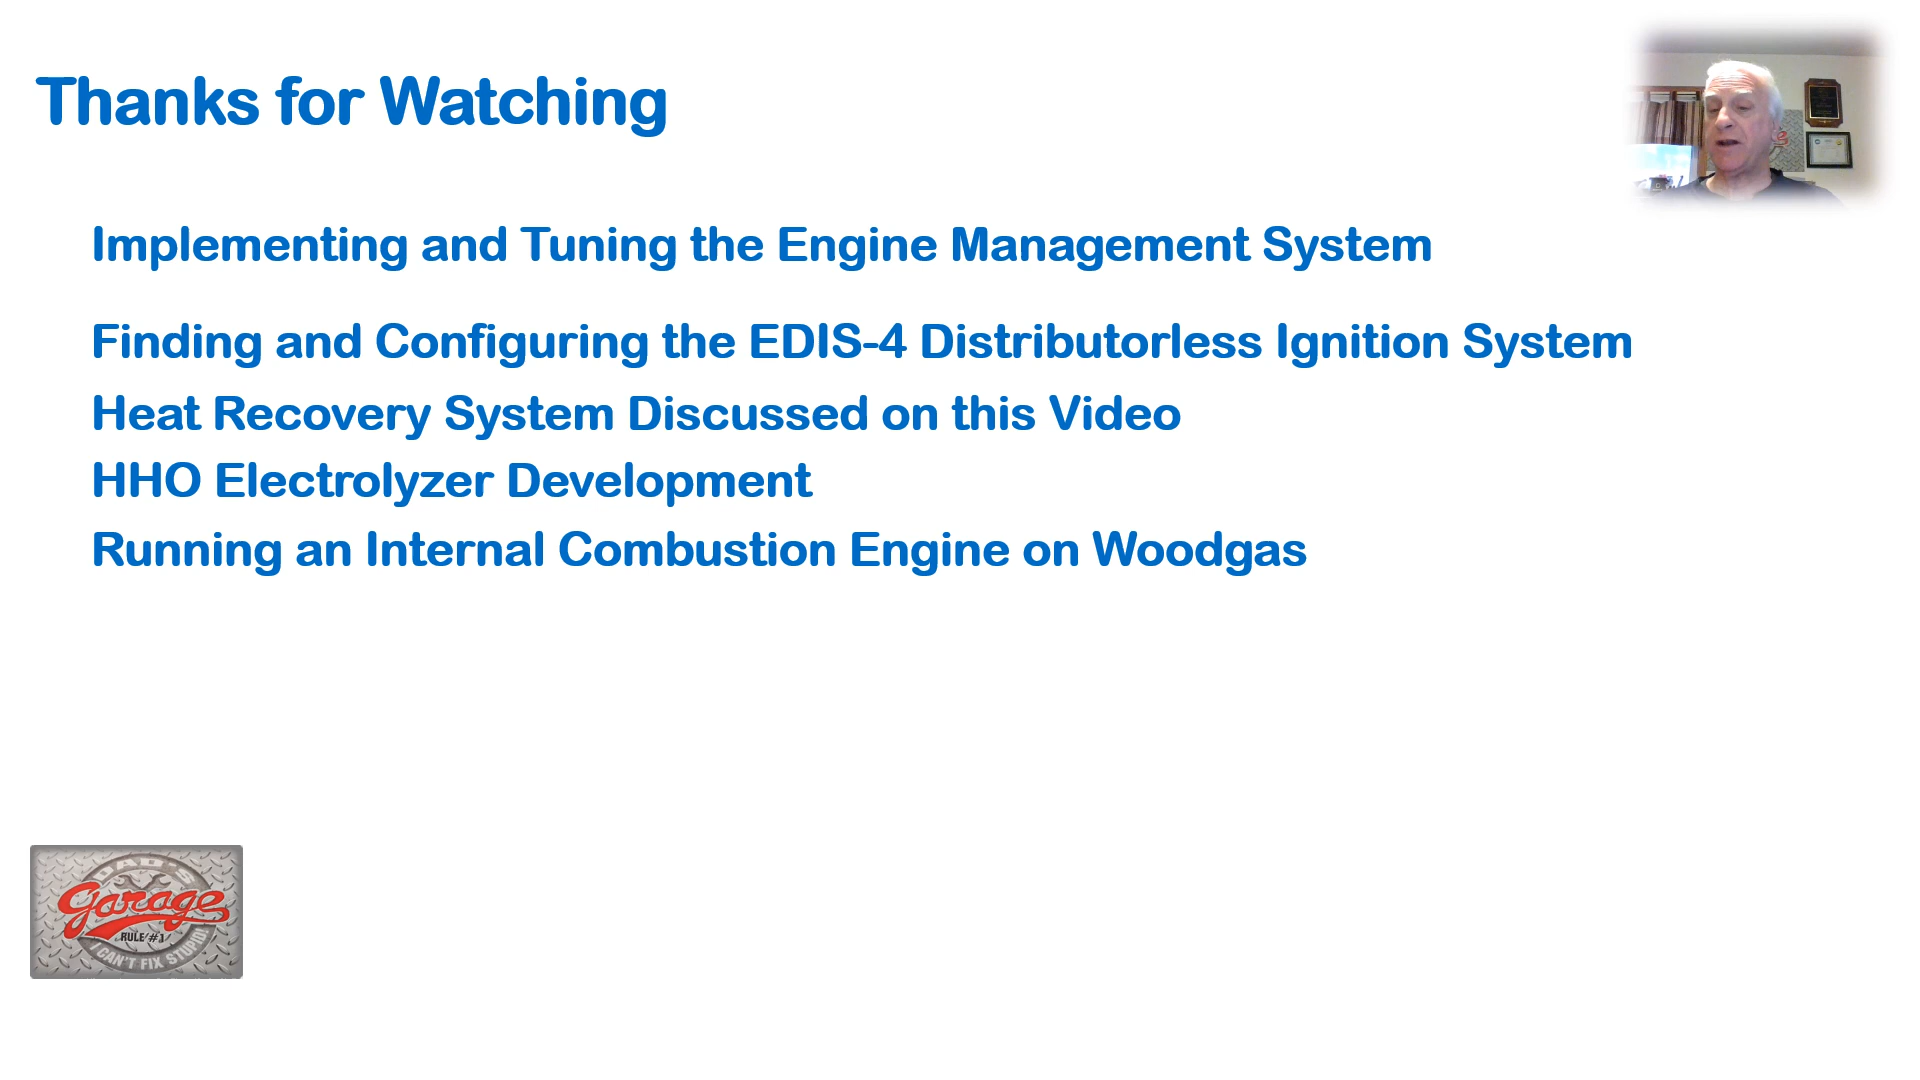 Thanks for Watching
Implementing and Tuning the Engine Management System
Finding and Configuring the EDIS-4 Distributorless Ignition System
Heat Recovery System Discussed on this Video
HHO Electrolyzer Development
Running an Internal Combustion Engine on Woodgas
DAD'S
Garage
RULE #1
I CAN'T FIX STUPID!